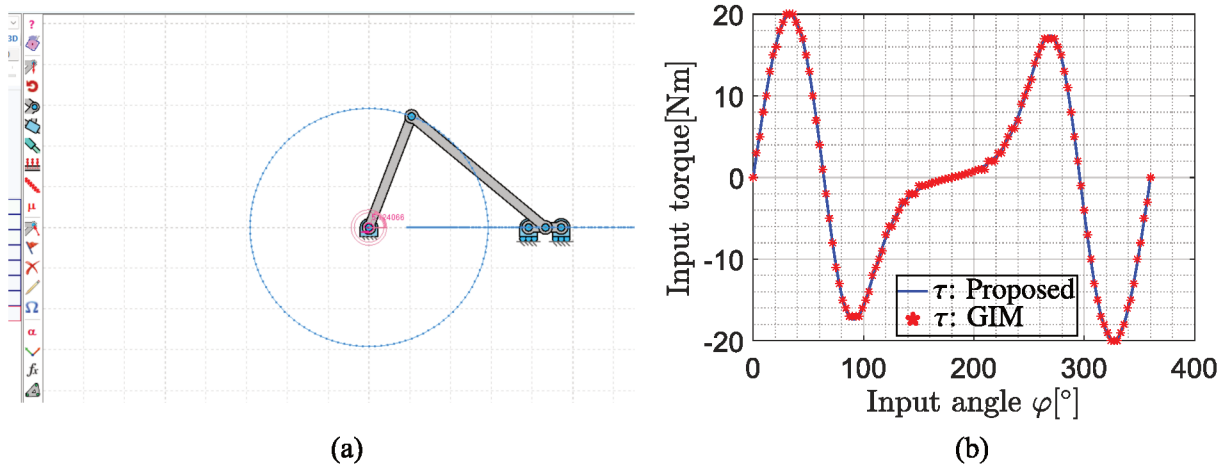 ?
3D
μ
Ω
α
fx
(a)
20
10
0
-10
-20
Input torque[Nm]
τ: Proposed
τ: GIM
0
100
200
300
400
Input angle φ[°]
(b)